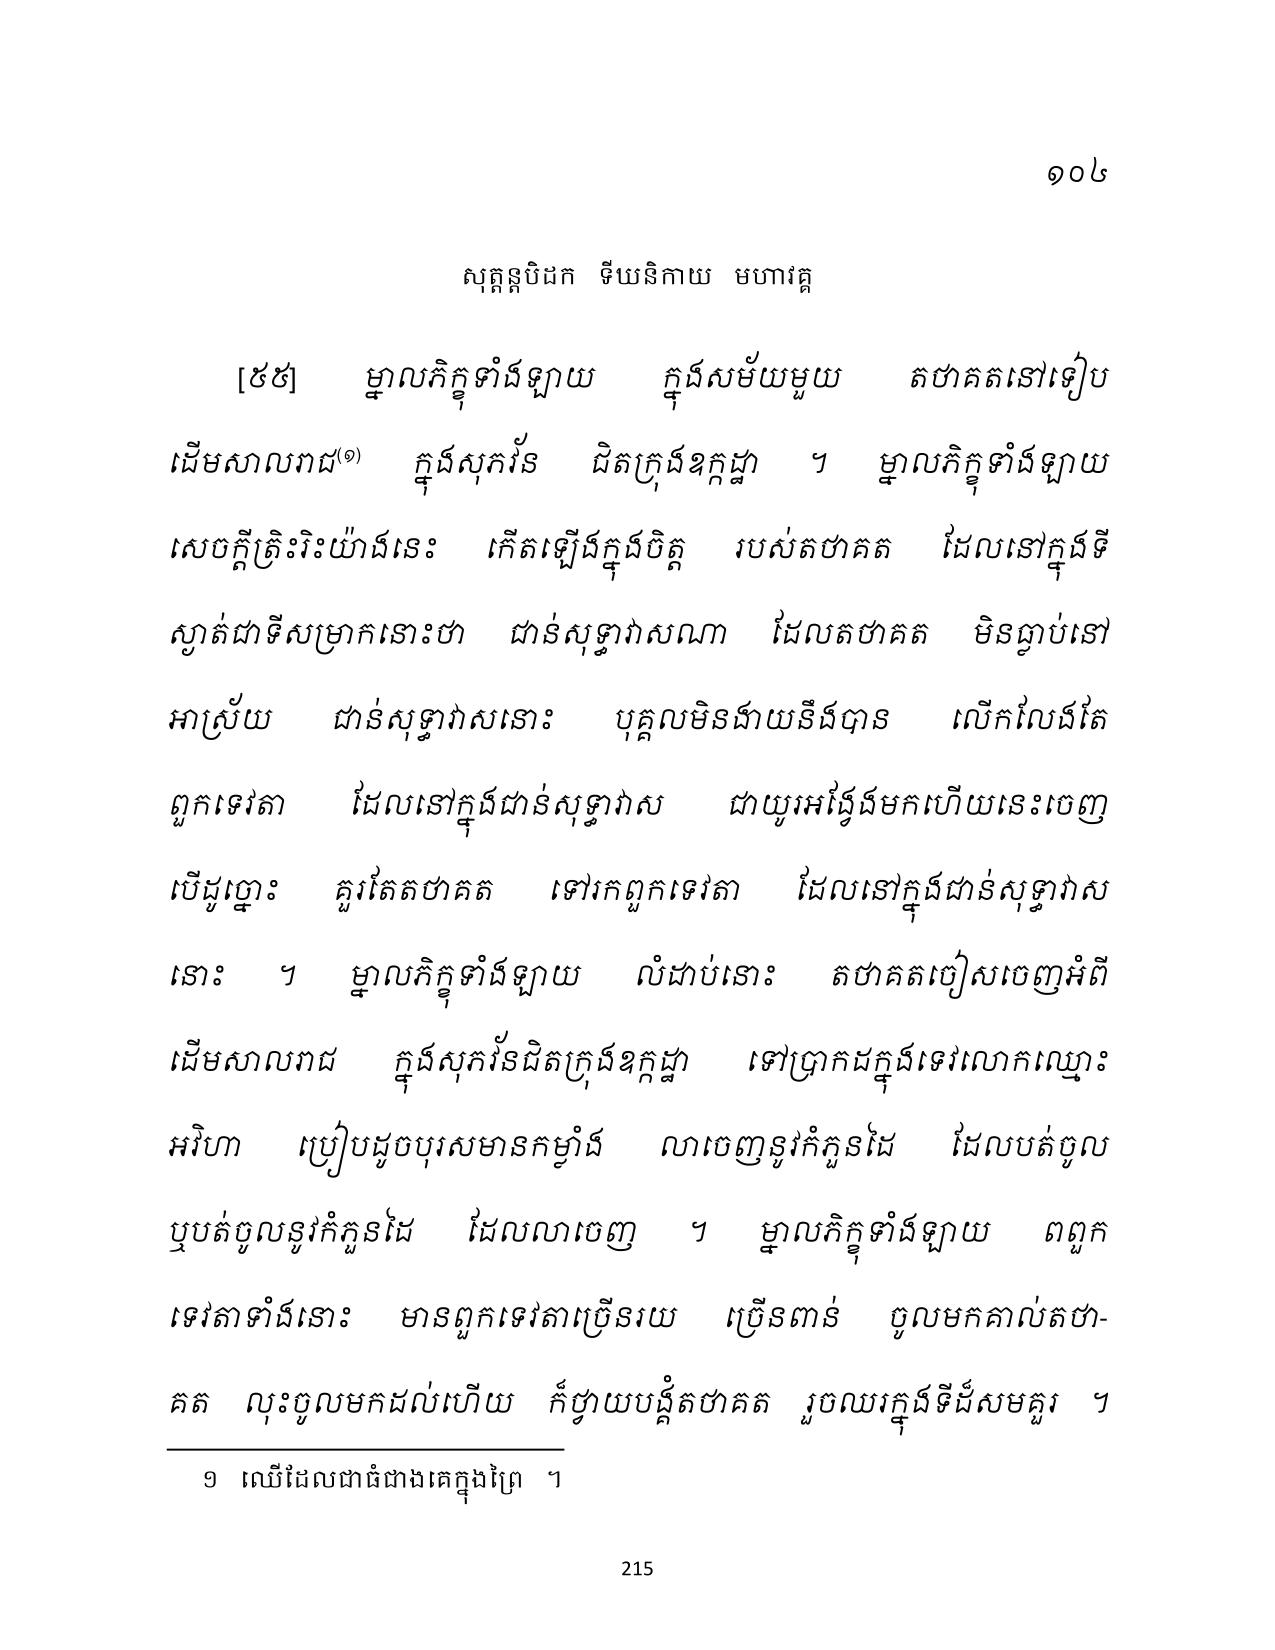 ១០៤
សុត្តន្តបិដក ទីឃនិកាយ មហាវគ្គ
[៥៥] ម្នាលភិក្ខុទាំងឡាយ ក្នុងសម័យមួយ តថាគតនៅទៀប
ដើមសាលរាជ(១) ក្នុងសុភវ័ន ជិតក្រុងឧក្កដ្ឋា ។ ម្នាលភិក្ខុទាំងឡាយ
សេចក្តីត្រិះរិះយ៉ាងនេះ កើតឡើងក្នុងចិត្ត របស់តថាគត ដែលនៅក្នុងទី
ស្ងាត់ជាទីសម្រាកនោះថា ជាន់សុទ្ធាវាសណា ដែលតថាគត មិនធ្លាប់នៅ
អាស្រ័យ ជាន់សុទ្ធាវាសនោះ បុគ្គលមិនងាយនឹងបាន លើកលែងតែ
ពួកទេវតា ដែលនៅក្នុងជាន់សុទ្ធាវាស ជាយូរអង្វែងមកហើយនេះចេញ
បើដូច្នោះ គួរតែតថាគត ទៅរកពួកទេវតា ដែលនៅក្នុងជាន់សុទ្ធាវាស
នោះ ។ ម្នាលភិក្ខុទាំងឡាយ លំដាប់នោះ តថាគតចៀសចេញអំពី
ដើមសាលរាជ ក្នុងសុភវ័នជិតក្រុងឧក្កដ្ឋា ទៅប្រាកដក្នុងទេវលោកឈ្មោះ
អវិហា ប្រៀបដូចបុរសមានកម្លាំង លាចេញនូវកំភួនដៃ ដែលបត់ចូល
ឬបត់ចូលនូវកំភួនដៃ ដែលលាចេញ ។ ម្នាលភិក្ខុទាំងឡាយ ពពួក
ទេវតាទាំងនោះ មានពួកទេវតាច្រើនរយ ច្រើនពាន់ ចូលមកគាល់តថា-
គត លុះចូលមកដល់ហើយ ក៏ថ្វាយបង្គំតថាគត រួចឈរក្នុងទីដ៏សមគួរ ។
១ ឈើដែលជាធំជាងគេក្នុងព្រៃ ។
215